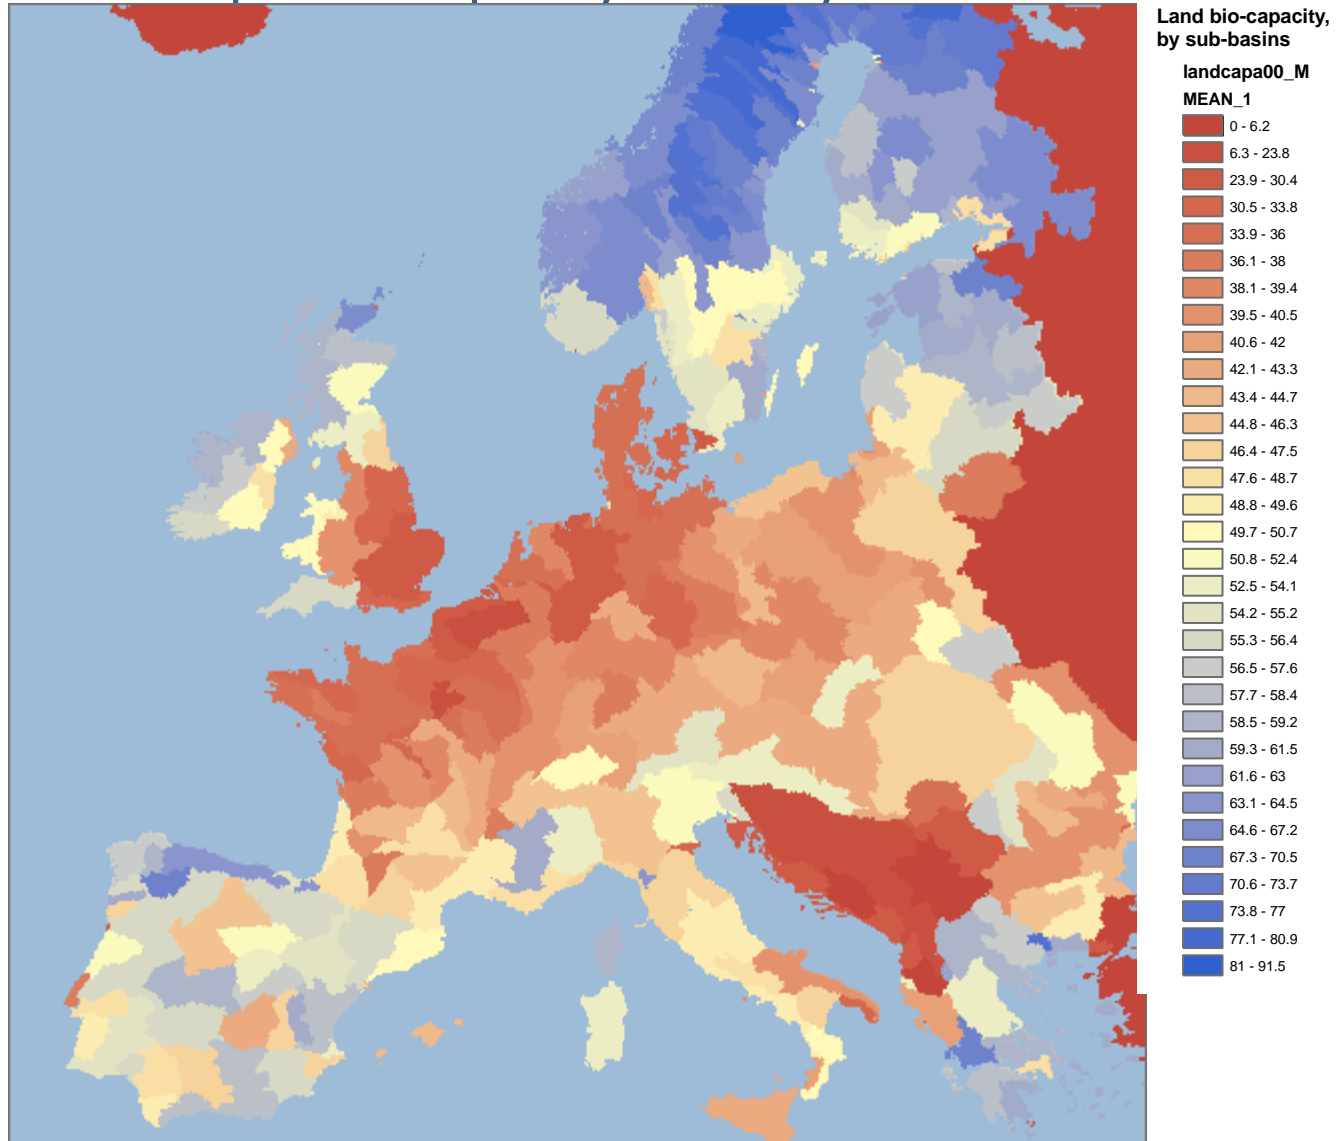 Land bio-capacity,
by sub-basins
landcapa00_M
MEAN_1
0 - 6.2
6.3 - 23.8
23.9 - 30.4
30.5 - 33.8
33.9 - 36
36.1 - 38
38.1 - 39.4
39.5 - 40.5
40.6 - 42
42.1 - 43.3
43.4 - 44.7
44.8 - 46.3
46.4 - 47.5
47.6 - 48.7
48.8 - 49.6
49.7 - 50.7
50.8 - 52.4
52.5 - 54.1
54.2 - 55.2
55.3 - 56.4
56.5 - 57.6
57.7 - 58.4
58.5 - 59.2
59.3 - 61.5
61.6 - 63
63.1 - 64.5
64.6 - 67.2
67.3 - 70.5
70.6 - 73.7
73.8 - 77
77.1 - 80.9
81 - 91.5